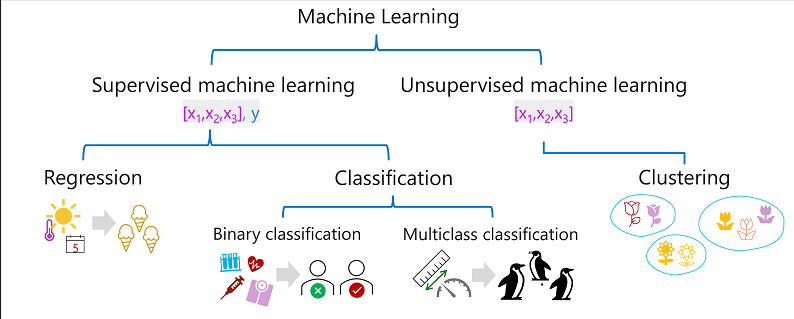 Machine Learning
Supervised machine learning
Unsupervised machine learning
[x₁,x₂,x₃], y
[x₁,x₂,x₃]
Regression
Classification
Clustering
5
Binary classification
Multiclass classification